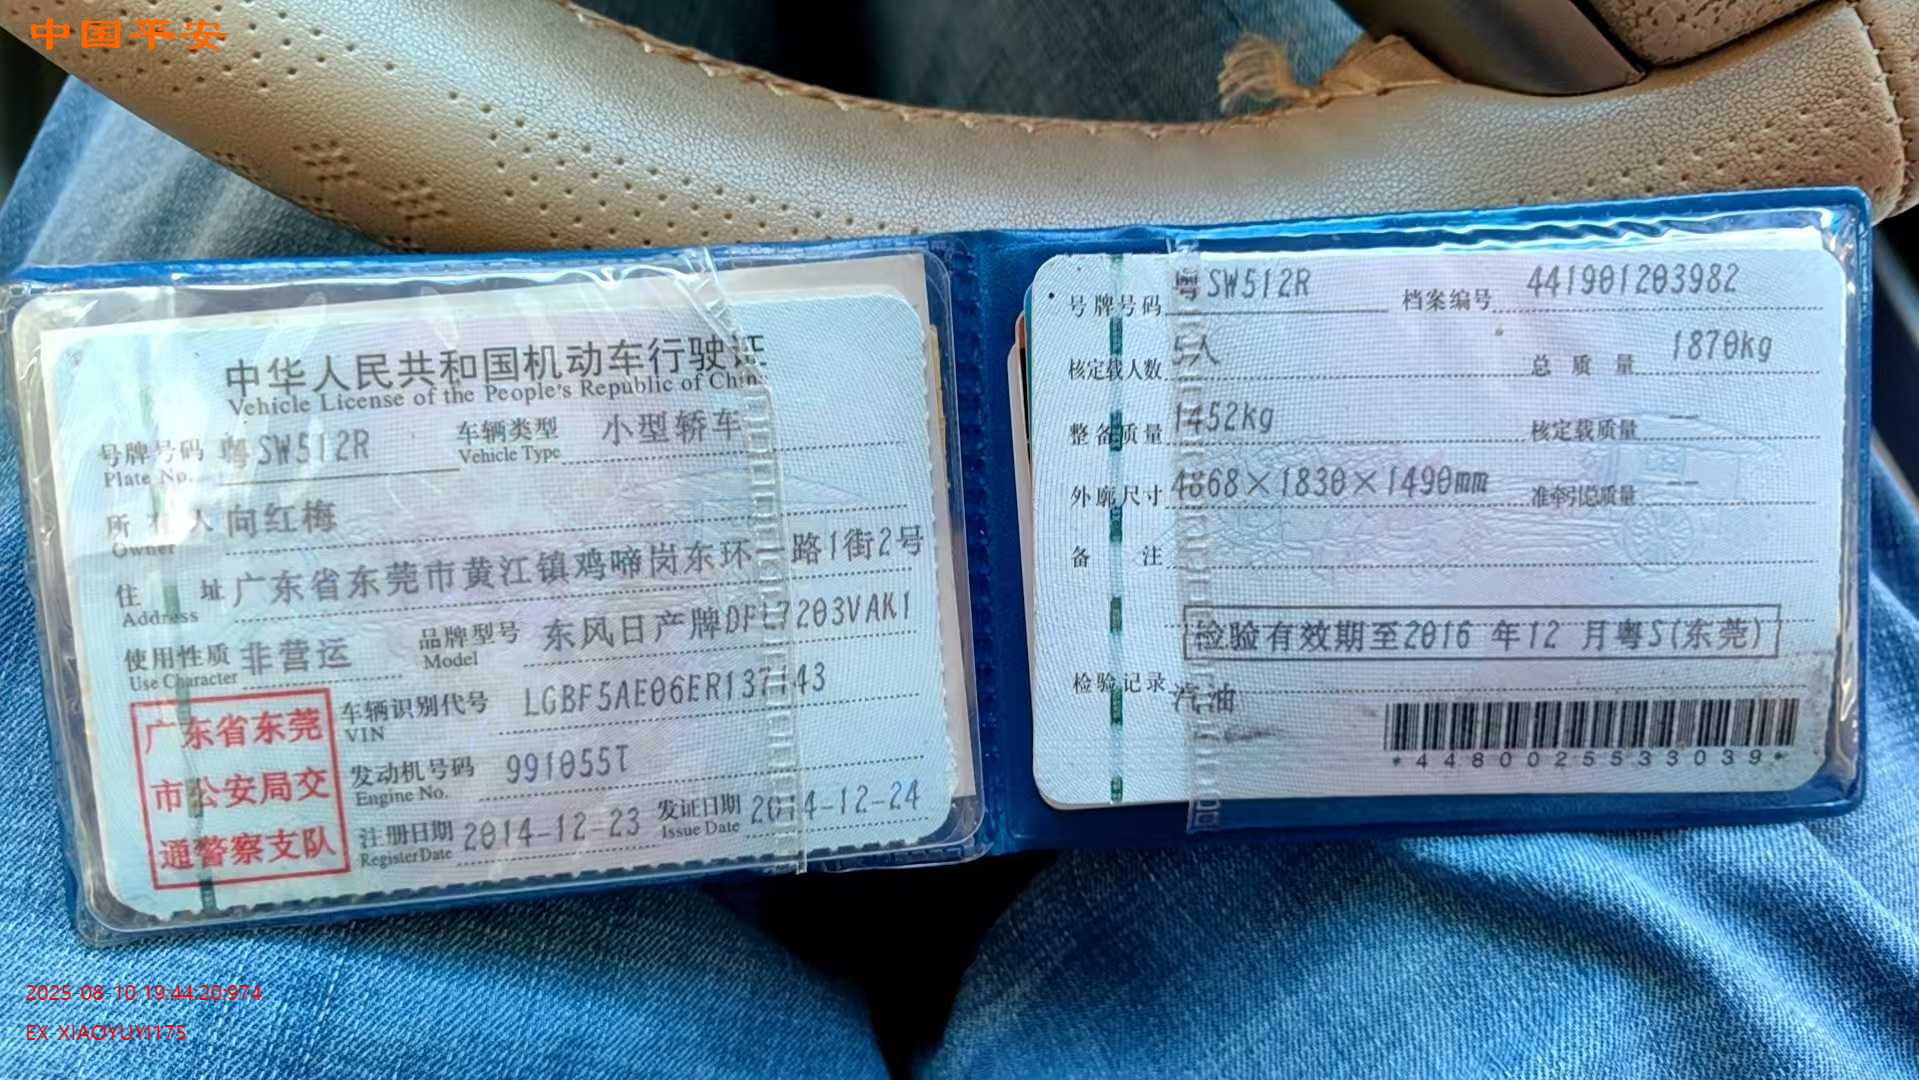 中国平安
中华人民共和国机动车行驶证
Vehicle License of the People's Republic of China
号牌号码 粤SW512R 车辆类型 小型轿车
Plate No. Vehicle Type
所有人 向红梅
Owner
住址 广东省东莞市黄江镇鸡啼岗东环一路1街2号
Address
使用性质 非营运 品牌型号 东风日产牌DFL7203VAK1
Use Character Model
广东省东莞
市公安局交
通警察支队
车辆识别代号 LGBF5AE06ER137143
VIN
发动机号码 991055T
Engine No.
注册日期 2014-12-23 发证日期 2014-12-24
RegisterDate Issue Date
号牌号码 粤SW512R 档案编号 441901203982
核定载人数 5人 总质量 1870kg
整备质量 1452kg 核定载质量 --
外廓尺寸 4868×1830×1490mm 准牵引总质量 --
备注
检验有效期至2016 年12 月粤S(东莞)
检验记录
汽油
*4480025533039*
2025-08-10 19:44:20:974
EX-XIAOYUYI175